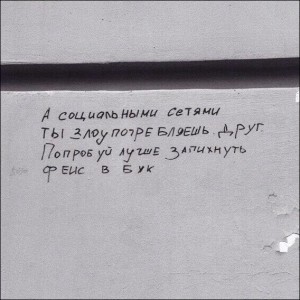 А социальными сетями
ты злоупотребляешь. друг.
Попробуй лучше запихнуть
фейс в бук